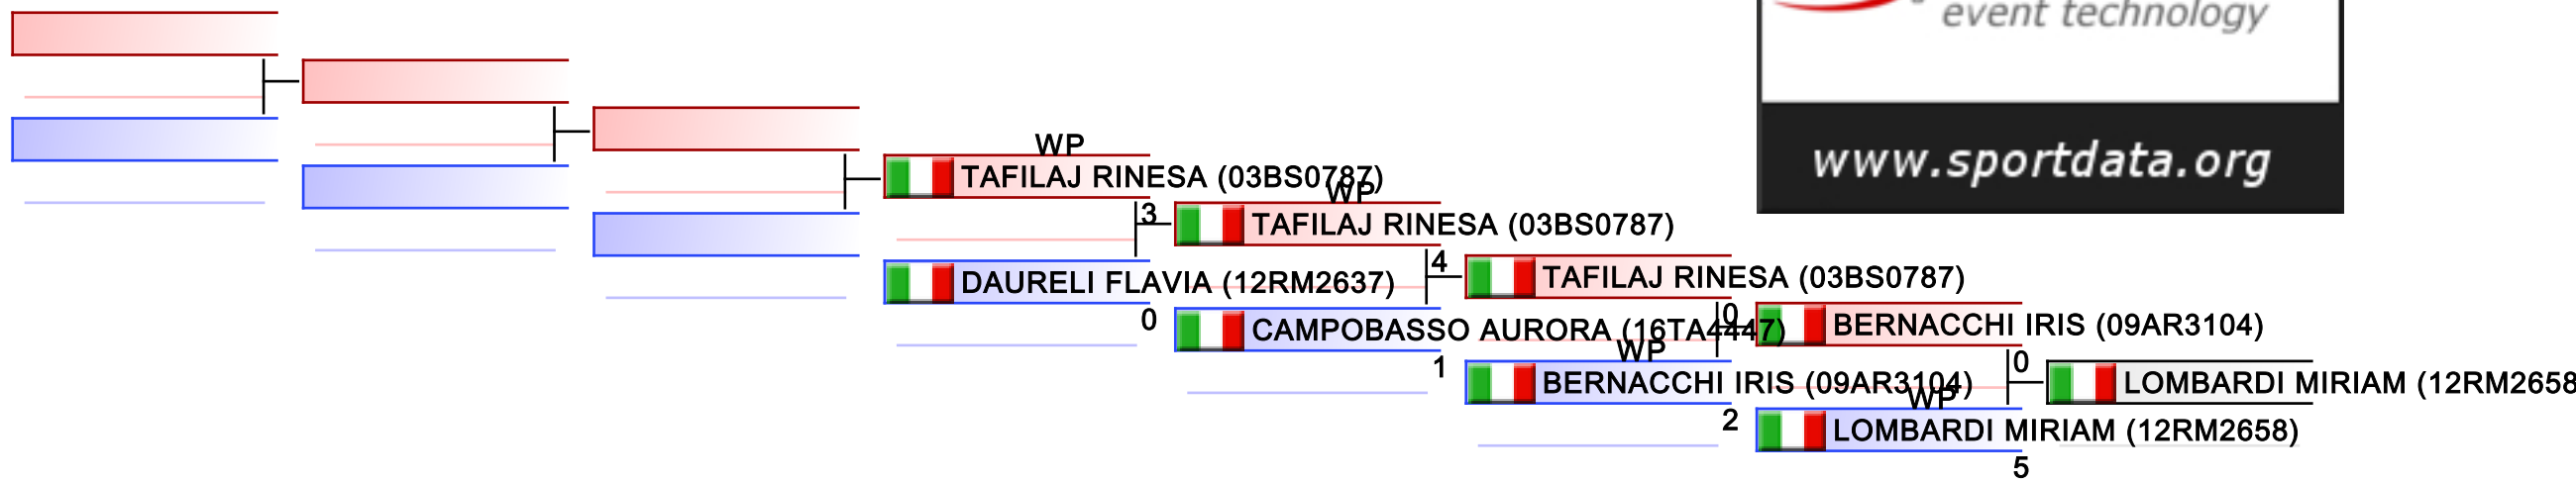 event technology
www.sportdata.org
WP
TAFILAJ RINESA (03BS0787)
3
DAURELI FLAVIA (12RM2637)
0
WP
TAFILAJ RINESA (03BS0787)
4
CAMPOBASSO AURORA (16TA4447)
1
TAFILAJ RINESA (03BS0787)
0
WP
BERNACCHI IRIS (09AR3104)
2
BERNACCHI IRIS (09AR3104)
0
WP
LOMBARDI MIRIAM (12RM2658)
5
LOMBARDI MIRIAM (12RM2658